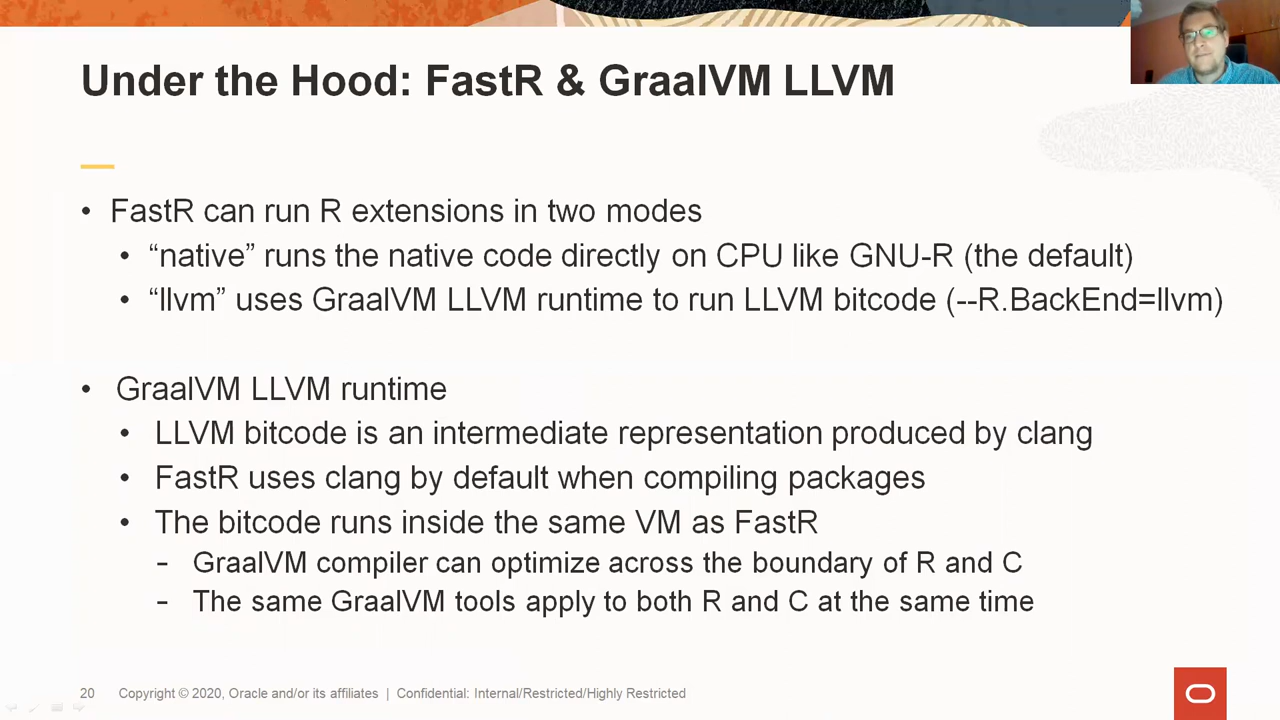 Under the Hood: FastR & GraalVM LLVM
• FastR can run R extensions in two modes
• “native” runs the native code directly on CPU like GNU-R (the default)
• “llvm” uses GraalVM LLVM runtime to run LLVM bitcode (--R.BackEnd=llvm)
• GraalVM LLVM runtime
• LLVM bitcode is an intermediate representation produced by clang
• FastR uses clang by default when compiling packages
• The bitcode runs inside the same VM as FastR
- GraalVM compiler can optimize across the boundary of R and C
- The same GraalVM tools apply to both R and C at the same time
20 Copyright © 2020, Oracle and/or its affiliates | Confidential: Internal/Restricted/Highly Restricted